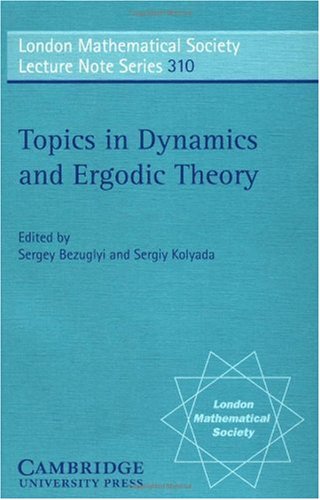 London Mathematical Society
Lecture Note Series 310
Topics in Dynamics
and Ergodic Theory
Edited by
Sergey Bezuglyi and Sergiy Kolyada
London
Mathematical
Society
CAMBRIDGE
UNIVERSITY PRESS